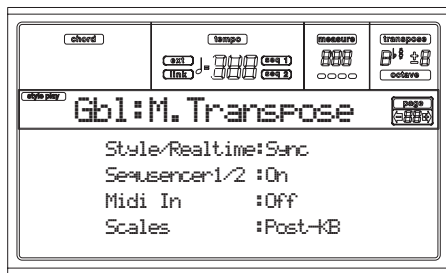 chord tempo measure transpose
ext seq 1
link seq 2
octave
style play page
Gbl:M.Transpose
Style/Realtime:Sync
Sequsencer1/2 :On
Midi In :Off
Scales :Post-KB